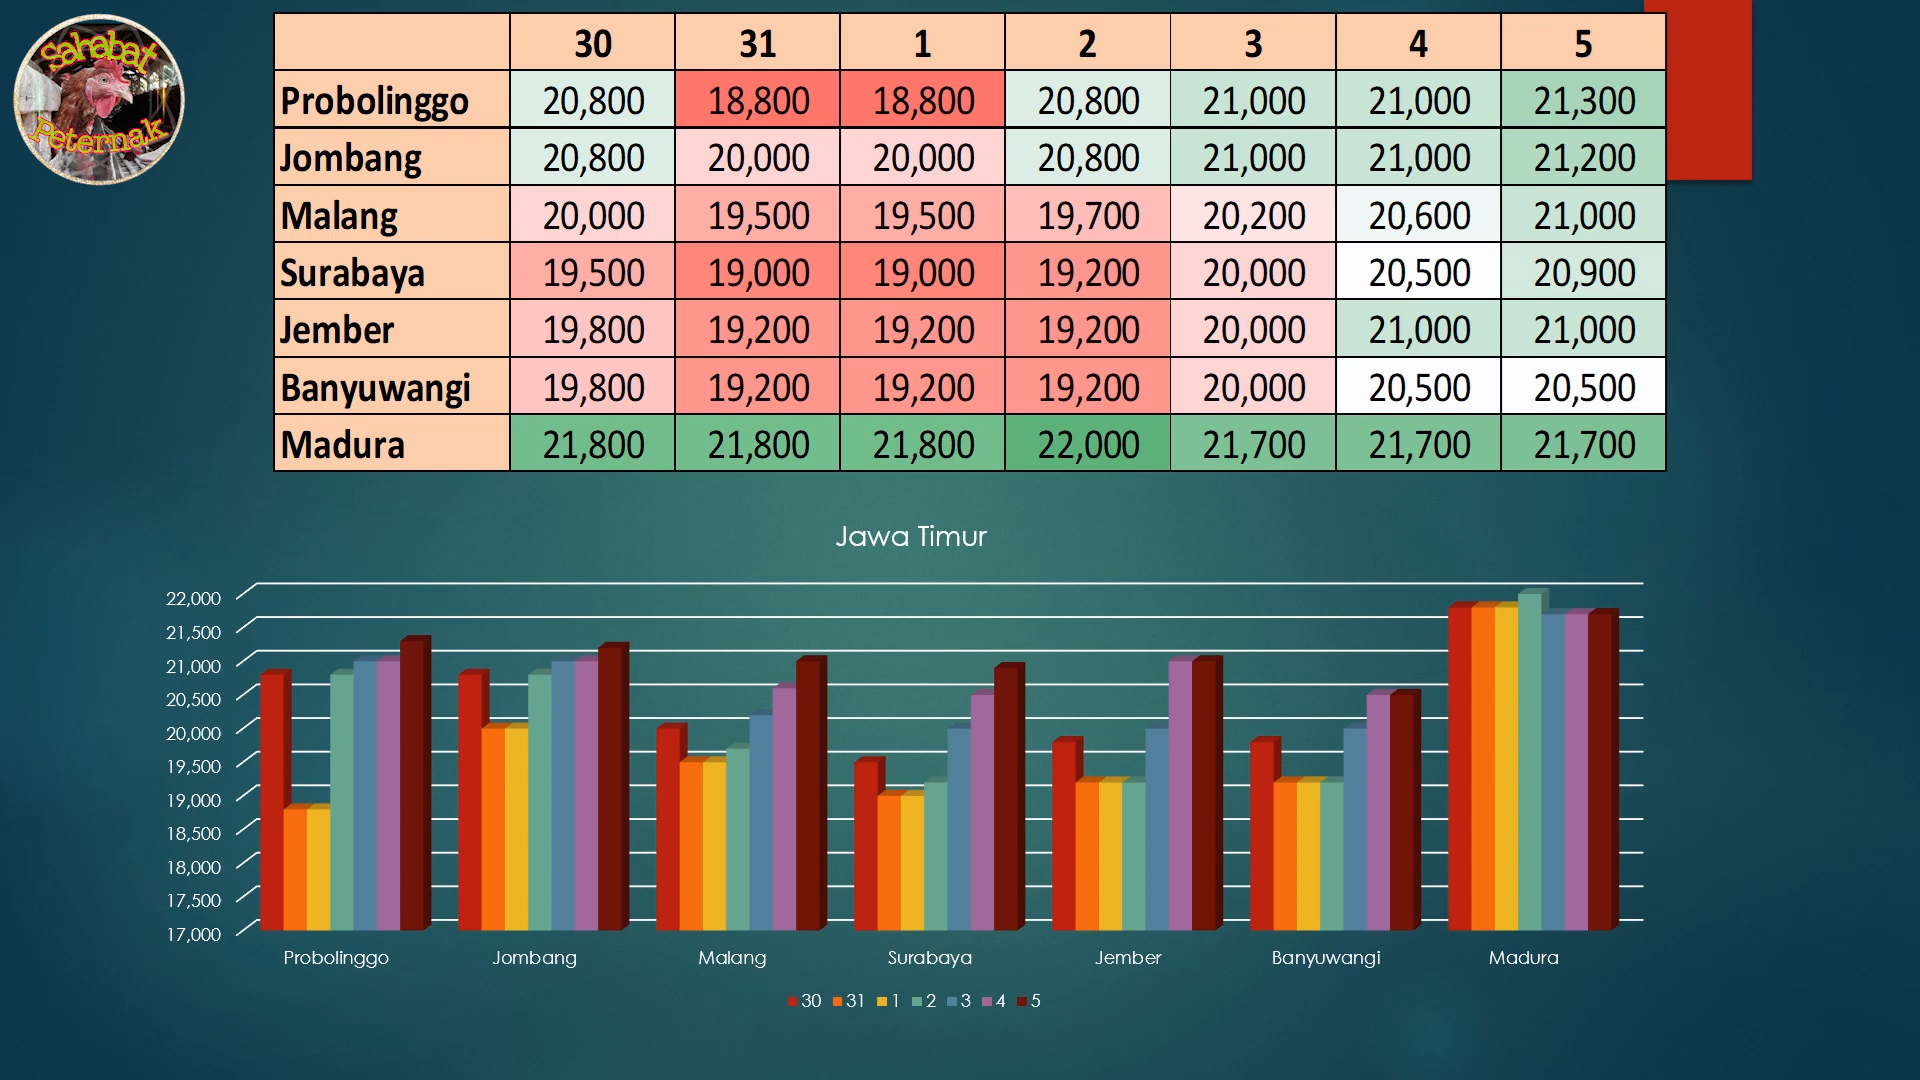 Sahabat
Peternak
30 31 1 2 3 4 5
Probolinggo 20,800 18,800 18,800 20,800 21,000 21,000 21,300
Jombang 20,800 20,000 20,000 20,800 21,000 21,000 21,200
Malang 20,000 19,500 19,500 19,700 20,200 20,600 21,000
Surabaya 19,500 19,000 19,000 19,200 20,000 20,500 20,900
Jember 19,800 19,200 19,200 19,200 20,000 21,000 21,000
Banyuwangi 19,800 19,200 19,200 19,200 20,000 20,500 20,500
Madura 21,800 21,800 21,800 22,000 21,700 21,700 21,700
Jawa Timur
22,000
21,500
21,000
20,500
20,000
19,500
19,000
18,500
18,000
17,500
17,000
Probolinggo Jombang Malang Surabaya Jember Banyuwangi Madura
30 31 1 2 3 4 5